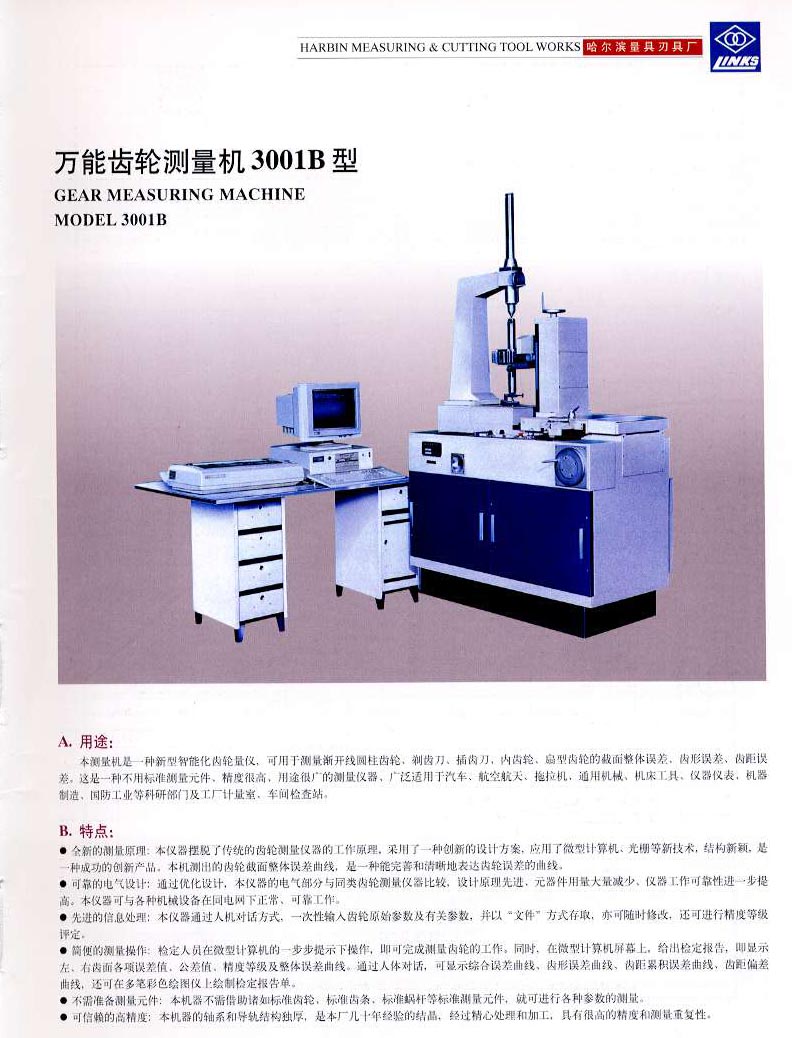 HARBIN MEASURING & CUTTING TOOL WORKS 哈尔滨量具刃具厂
LINKS
万能齿轮测量机 3001B 型
GEAR MEASURING MACHINE
MODEL 3001B
A. 用途:
本测量机是一种新型智能化齿轮量仪，可用于测量渐开线圆柱齿轮、剃齿刀、插齿刀、内齿轮、扇型齿轮的截面整体误差、齿形误差、齿距误
差。这是一种不用标准测量元件、精度很高、用途很广的测量仪器、广泛适用于汽车、航空航天、拖拉机、通用机械、机床工具、仪器仪表、机器
制造、国防工业等科研部门及工厂计量室、车间检查站。
B. 特点:
● 全新的测量原理: 本仪器摆脱了传统的齿轮测量仪器的工作原理，采用了一种创新的设计方案、应用了微型计算机、光栅等新技术，结构新颖，是
一种成功的创新产品。本机测出的齿轮截面整体误差曲线，是一种能完善和清晰地表达齿轮误差的曲线。
● 可靠的电气设计: 通过优化设计，本仪器的电气部分与同类齿轮测量仪器比较，设计原理先进、元器件用量大量减少、仪器工作可靠性进一步提
高。本仪器可与各种机械设备在同电网下正常、可靠工作。
● 先进的信息处理: 本仪器通过人机对话方式，一次性输入齿轮原始参数及有关参数，并以“文件”方式存取，亦可随时修改，还可进行精度等级
评定。
● 简便的测量操作: 检定人员在微型计算机的一步步提示下操作，即可完成测量齿轮的工作。同时，在微型计算机屏幕上，给出检定报告，即显示
左、右齿面各项误差值、公差值、精度等级及整体误差曲线。通过人体对话，可显示综合误差曲线、齿形误差曲线、齿距累积误差曲线、齿距偏差
曲线，还可在多笔彩色绘图仪上绘制检定报告单。
● 不需准备测量元件: 本机器不需借助诸如标准齿轮、标准齿条、标准蜗杆等标准测量元件，就可进行各种参数的测量。
● 可信赖的高精度: 本机器的轴系和导轨结构独厚，是本厂几十年经验的结晶，经过精心处理和加工，具有很高的精度和测量重复性。